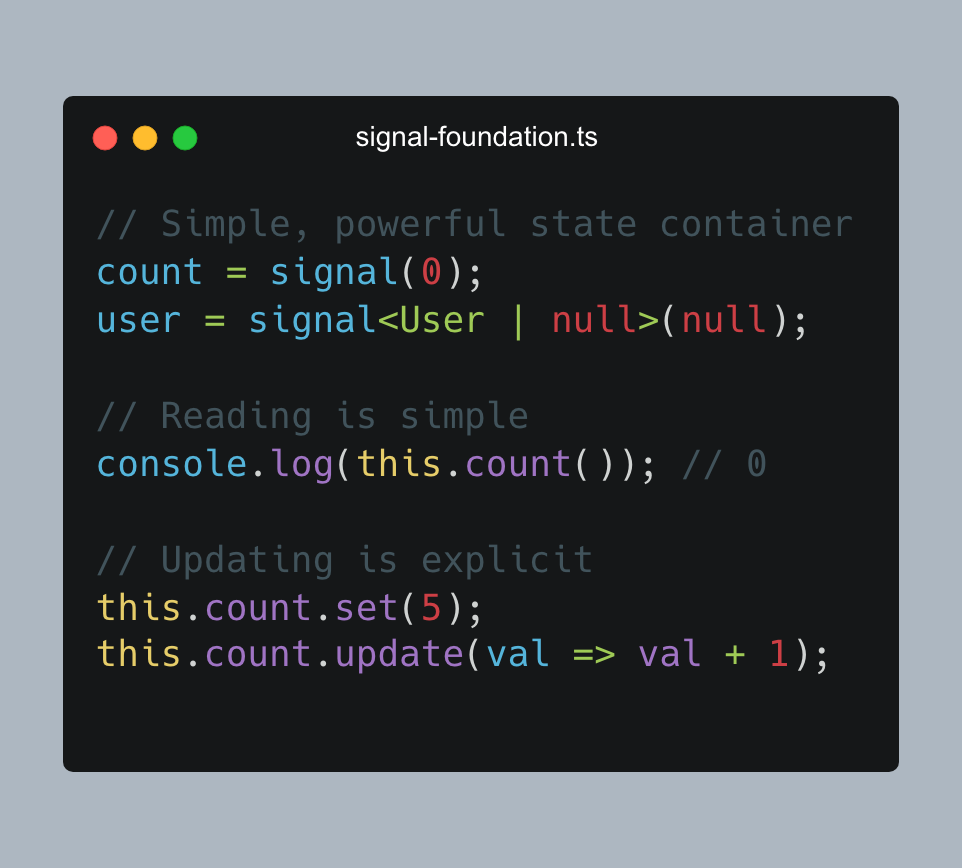 signal-foundation.ts
// Simple, powerful state container
count = signal(0);
user = signal<User | null>(null);
// Reading is simple
console.log(this.count()); // 0
// Updating is explicit
this.count.set(5);
this.count.update(val => val + 1);